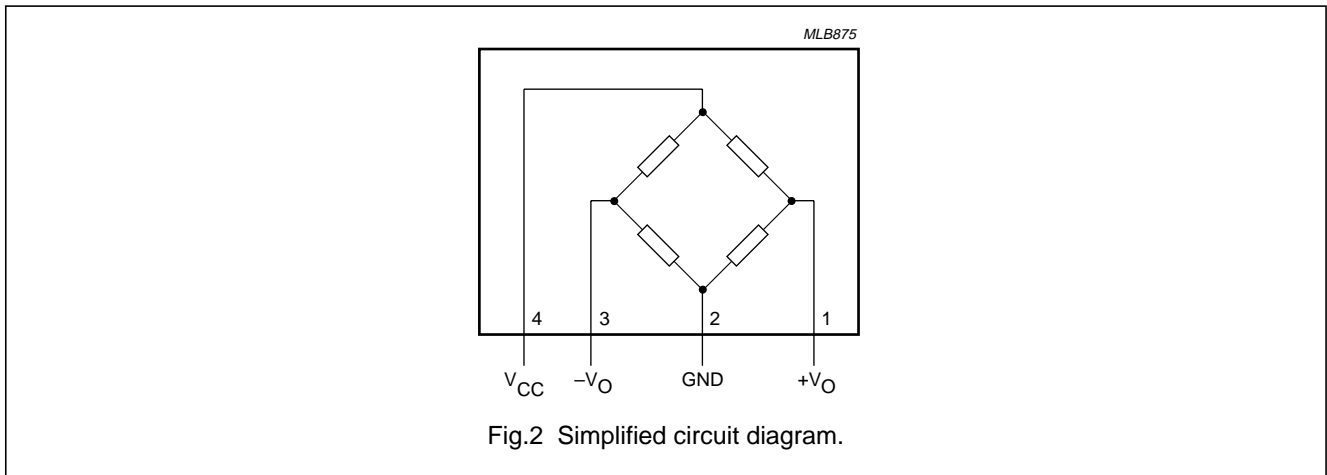 MLB875
4 3 2 1
VCC –VO GND +VO
Fig.2 Simplified circuit diagram.